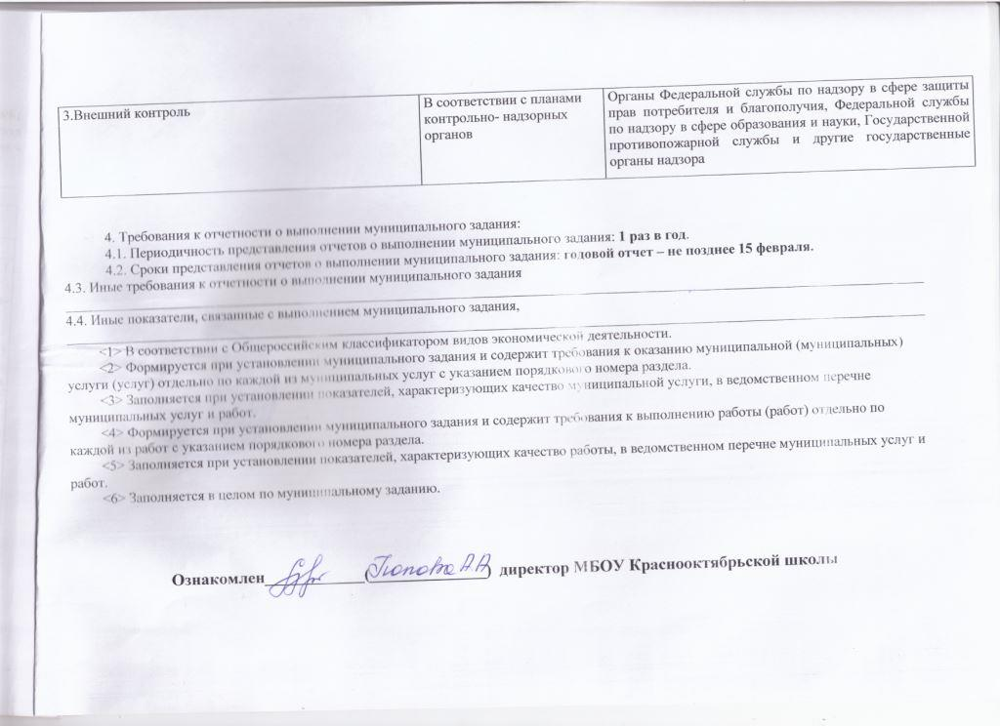 3.Внешний контроль
В соответствии с планами
контрольно- надзорных
органов
Органы Федеральной службы по надзору в сфере защиты
прав потребителя и благополучия, Федеральной службы
по надзору в сфере образования и науки, Государственной
противопожарной службы и другие государственные
органы надзора
4. Требования к отчетности о выполнении муниципального задания:
4.1. Периодичность представления отчетов о выполнении муниципального задания: 1 раз в год.
4.2. Сроки представления отчетов о выполнении муниципального задания: годовой отчет – не позднее 15 февраля.
4.3. Иные требования к отчетности о выполнении муниципального задания
4.4. Иные показатели, связанные с выполнением муниципального задания,
<1> В соответствии с Общероссийским классификатором видов экономической деятельности.
<2> Формируется при установлении муниципального задания и содержит требования к оказанию муниципальной (муниципальных)
услуги (услуг) отдельно по каждой из муниципальных услуг с указанием порядкового номера раздела.
<3> Заполняется при установлении показателей, характеризующих качество муниципальной услуги, в ведомственном перечне
муниципальных услуг и работ.
<4> Формируется при установлении муниципального задания и содержит требования к выполнению работы (работ) отдельно по
каждой из работ с указанием порядкового номера раздела.
<5> Заполняется при установлении показателей, характеризующих качество работы, в ведомственном перечне муниципальных услуг и
работ.
<6> Заполняется в целом по муниципальному заданию.
Ознакомлен (Попова А.А) директор МБОУ Краснооктябрьской школы